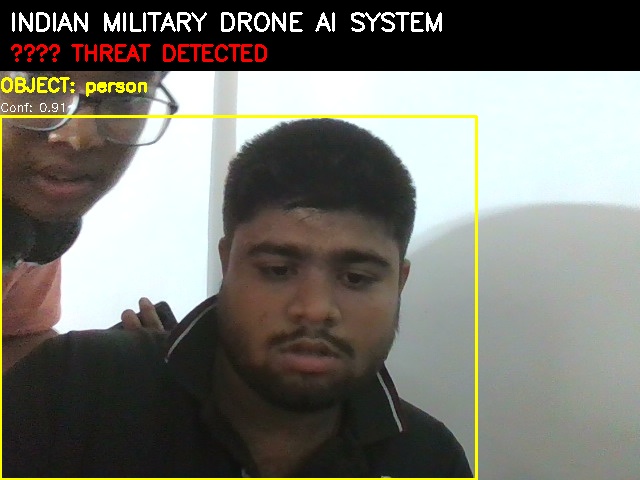 INDIAN MILITARY DRONE AI SYSTEM
???? THREAT DETECTED
OBJECT: person
Conf: 0.91